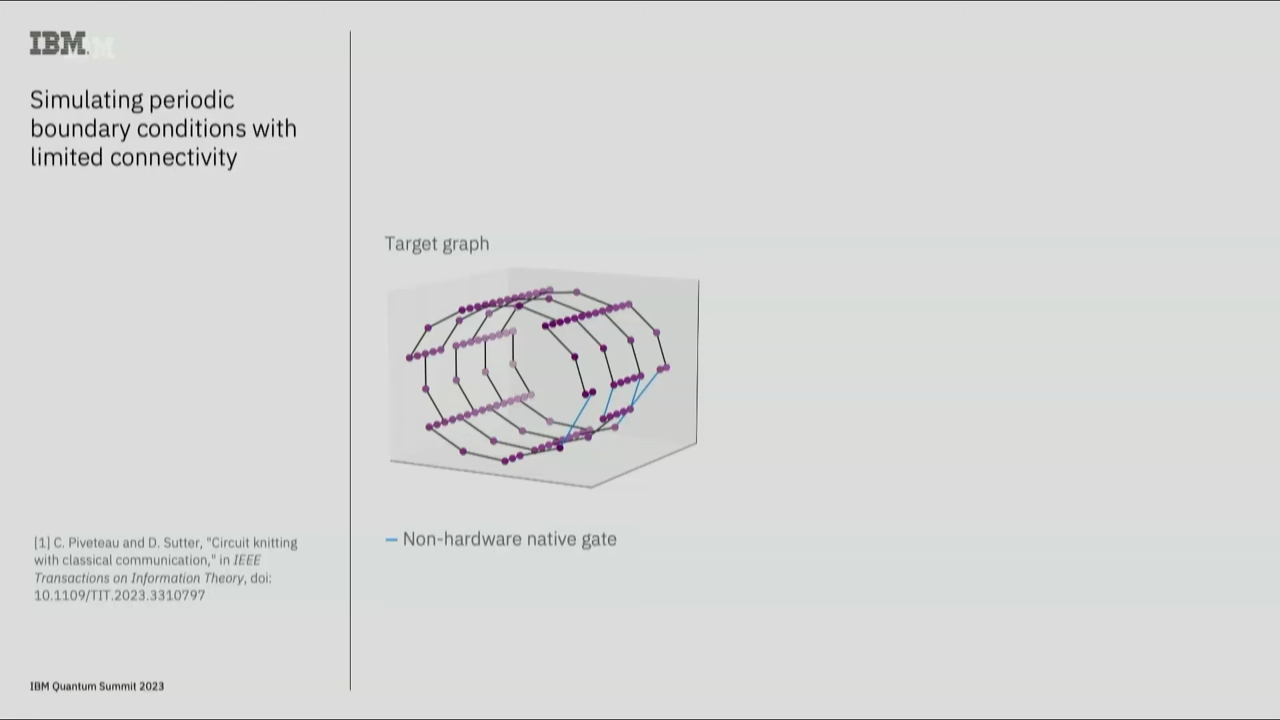 IBM
Simulating periodic
boundary conditions with
limited connectivity
Target graph
Non-hardware native gate
[1] C. Piveteau and D. Sutter, "Circuit knitting
with classical communication," in IEEE
Transactions on Information Theory, doi:
10.1109/TIT.2023.3310797
IBM Quantum Summit 2023